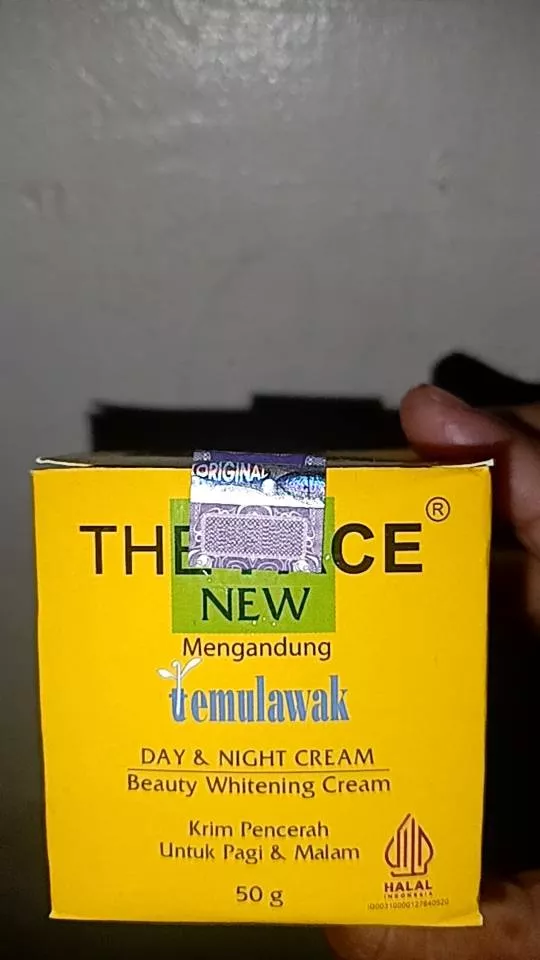 ORIGINAL
THE CE®
NEW
Mengandung
temulawak
DAY & NIGHT CREAM
Beauty Whitening Cream
Krim Pencerah
Untuk Pagi & Malam
50 g
HALAL
INDONESIA